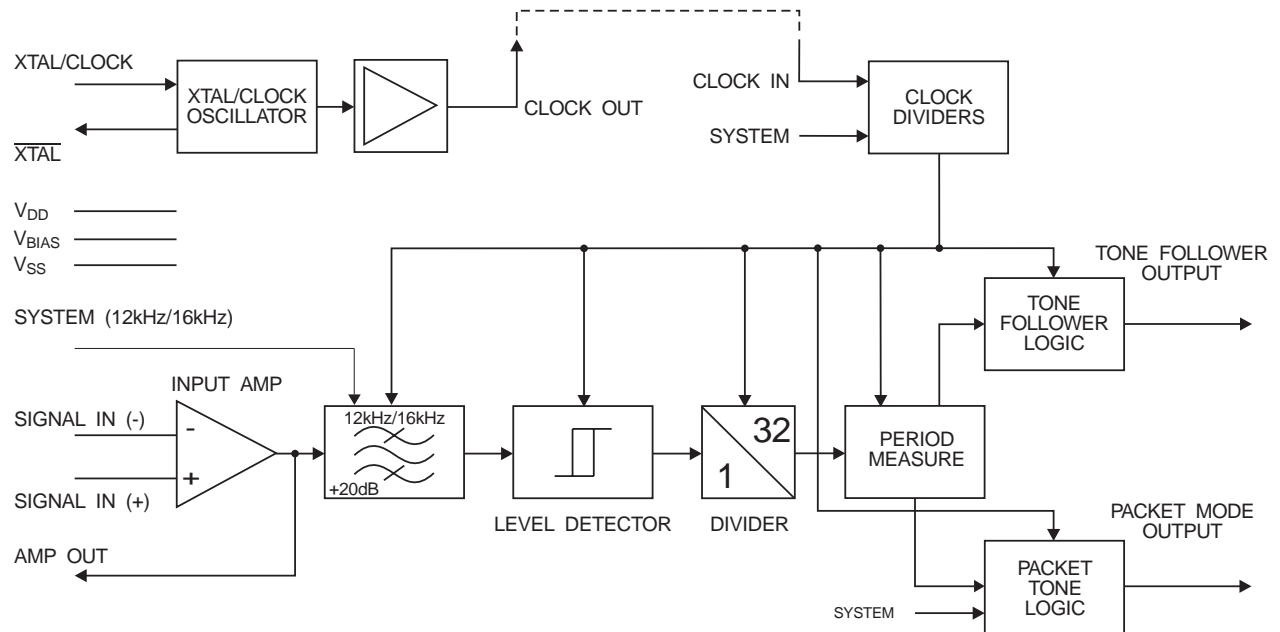 XTAL/CLOCK
XTAL/CLOCK
OSCILLATOR
XTAL
CLOCK OUT
CLOCK IN
SYSTEM
CLOCK
DIVIDERS
VDD
VBIAS
VSS
SYSTEM (12kHz/16kHz)
INPUT AMP
SIGNAL IN (-)
-
+
SIGNAL IN (+)
AMP OUT
12kHz/16kHz
+20dB
LEVEL DETECTOR
32
1
DIVIDER
PERIOD
MEASURE
TONE
FOLLOWER
LOGIC
TONE FOLLOWER
OUTPUT
PACKET MODE
OUTPUT
PACKET
TONE
LOGIC
SYSTEM